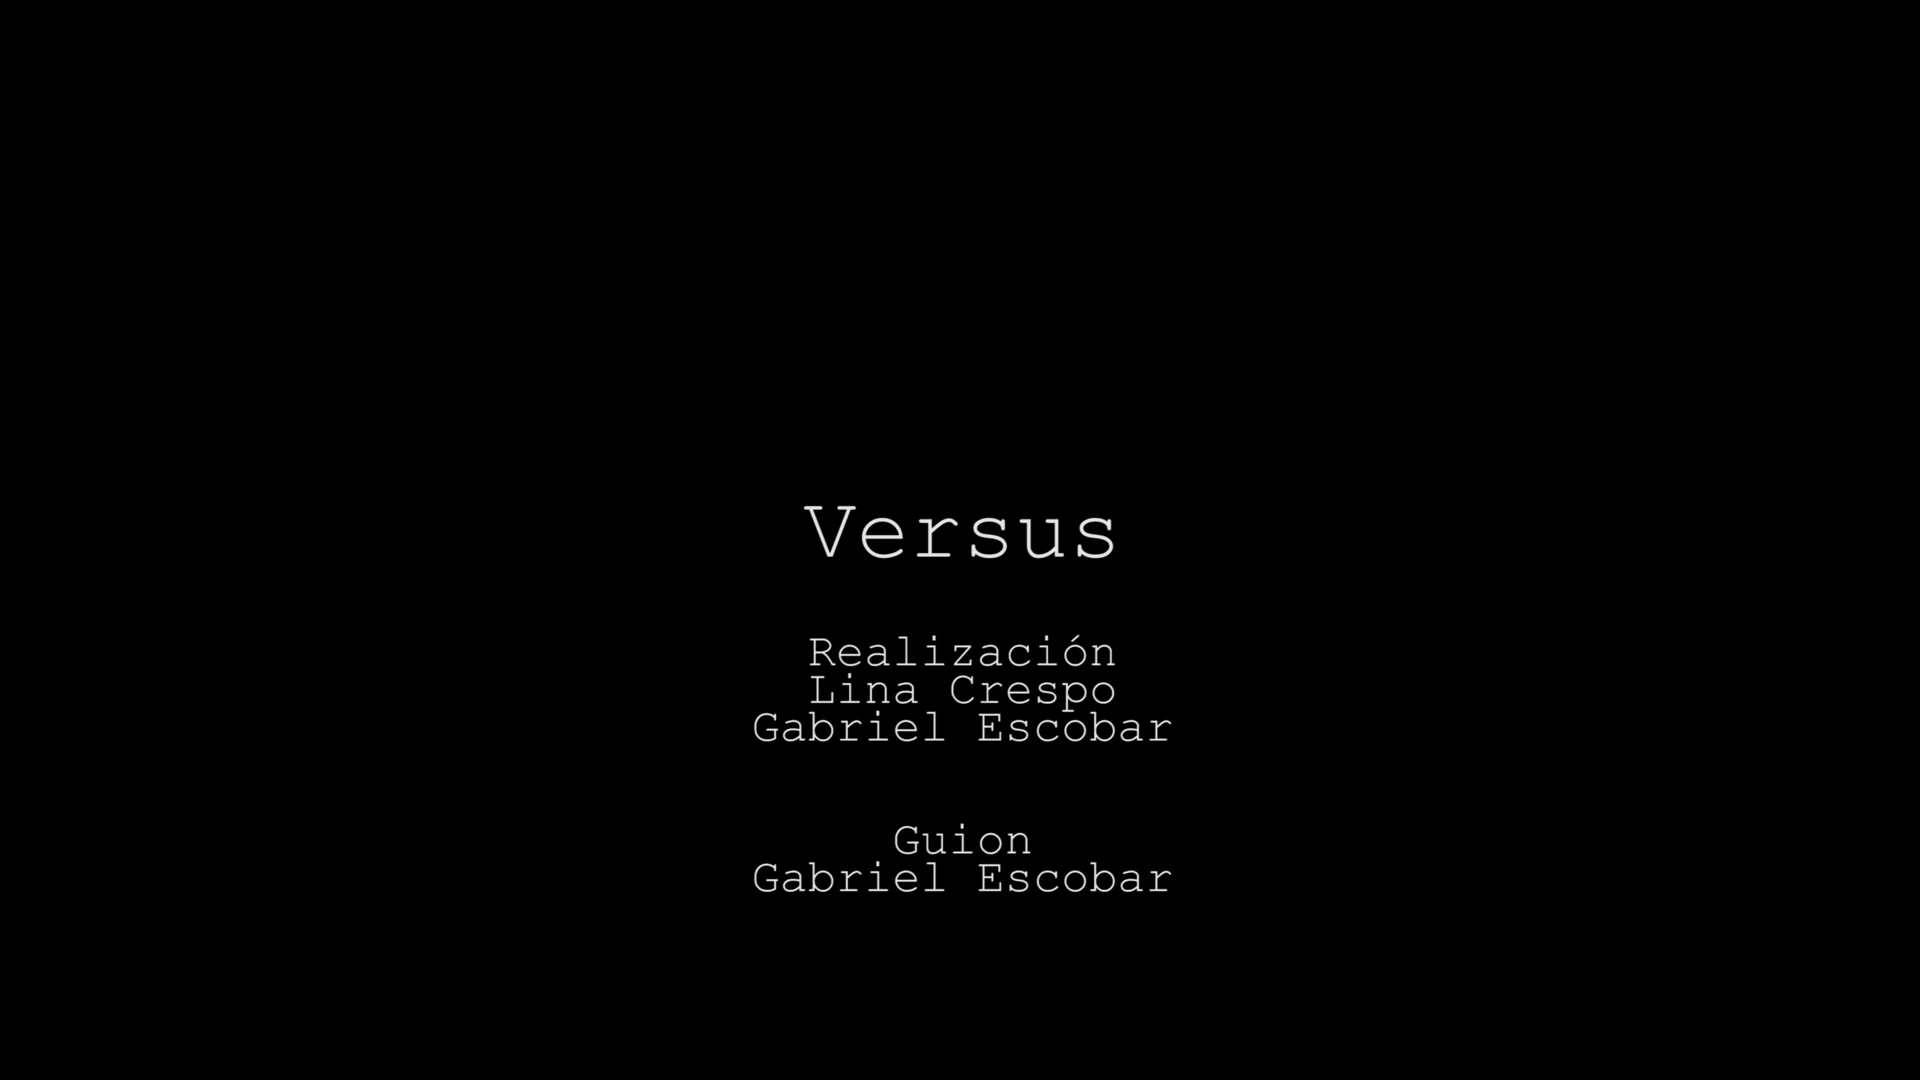 Versus
Realización
Lina Crespo
Gabriel Escobar
Guion
Gabriel Escobar